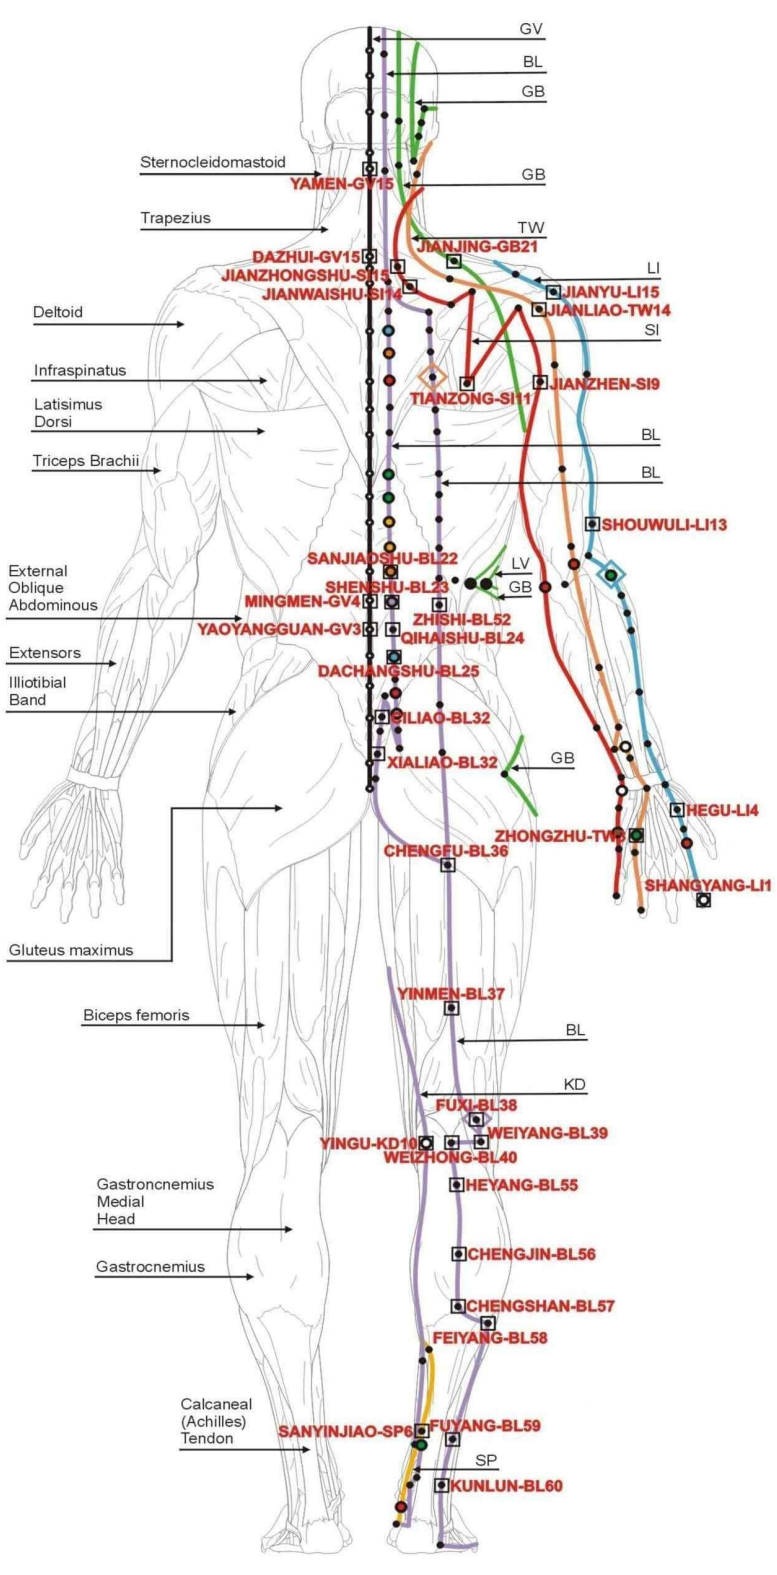 GV
BL
GB
Sternocleidomastoid
GB
YAMEN-GV15
Trapezius
TW
JIANJING-GB21
DAZHUI-GV15
LI
JIANZHONGSHU-SI15
JIANWAISHU-SI14
JIANYU-LI15
JIANLIAO-TW14
Deltoid
SI
Infraspinatus
JIANZHEN-SI9
TIANZONG-SI11
Latisimus
Dorsi
BL
Triceps Brachii
BL
SHOUWULI-LI13
SANJIAOSHU-BL22
External
Oblique
Abdominous
LV
SHENSHU-BL23
GB
MINGMEN-GV4
ZHISHI-BL52
YAOYANGGUAN-GV3
QIHAISHU-BL24
Extensors
DACHANGSHU-BL25
Illiotibial
Band
CILIAO-BL32
XIALIAO-BL32
GB
HEGU-LI4
ZHONGZHU-TW3
CHENGFU-BL36
SHANGYANG-LI1
Gluteus maximus
YINMEN-BL37
Biceps femoris
BL
KD
FUXI-BL38
WEIYANG-BL39
YINGU-KD10
WEIZHONG-BL40
Gastroncnemius
Medial
Head
HEYANG-BL55
CHENGJIN-BL56
Gastrocnemius
CHENGSHAN-BL57
FEIYANG-BL58
Calcaneal
(Achilles)
Tendon
SANYINJIAO-SP6
FUYANG-BL59
SP
KUNLUN-BL60